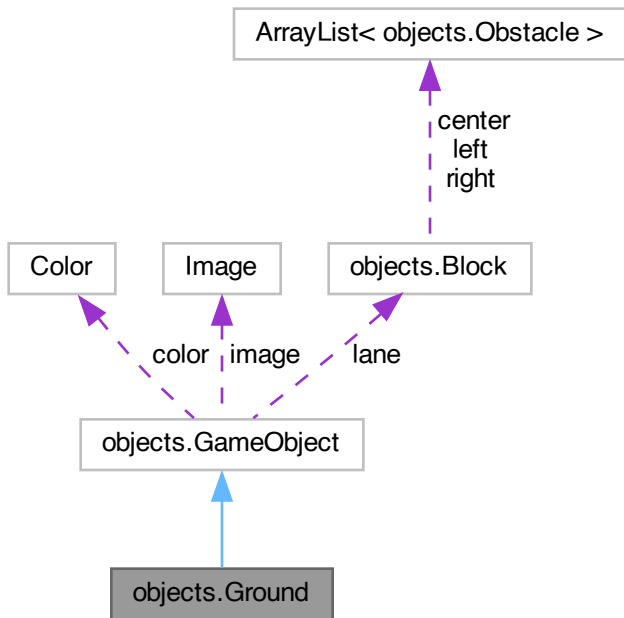 ArrayList< objects.Obstacle >
center
left
right
Color
Image
objects.Block
color
image
lane
objects.GameObject
objects.Ground